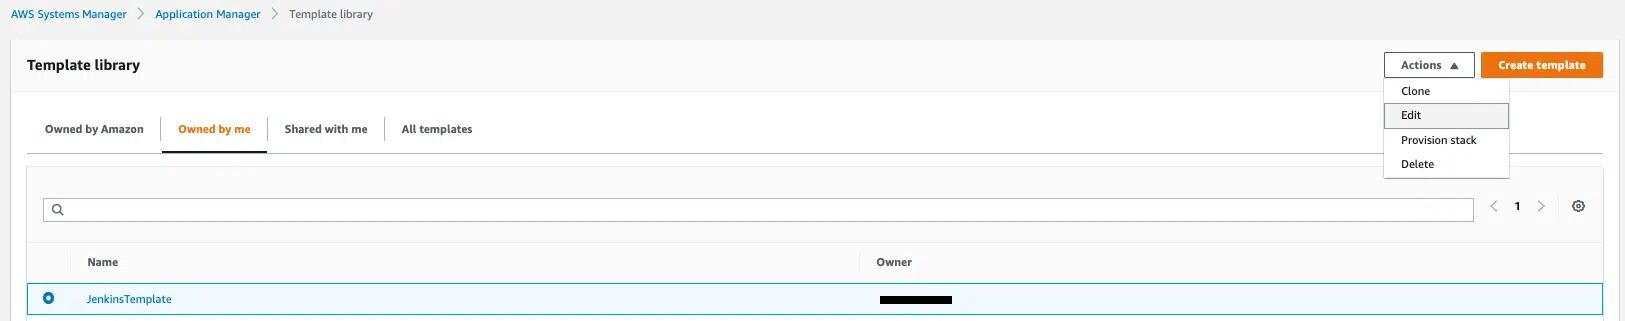 AWS Systems Manager > Application Manager > Template library
Template library
Actions ▲
Create template
Clone
Edit
Provision stack
Delete
Owned by Amazon
Owned by me
Shared with me
All templates
< 1 >
Name
Owner
JenkinsTemplate